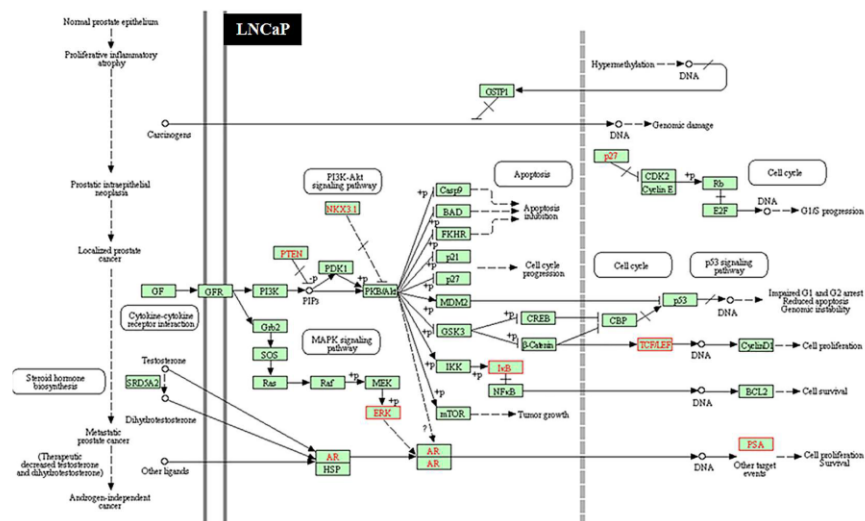 LNCaP
Normal prostate epithelium
Proliferative inflammatory
atrophy
Prostatic intraepithelial
neoplasia
Localized prostate
cancer
Metastatic
prostate cancer
(Therapeutic
decreased testosterone
and dihydrotestosterone)
Androgen-independent
cancer
Steroid hormone
biosynthesis
Carcinogens
GF
GFR
Cytokine-cytokine
receptor interaction
Testosterone
SRD5A2
Dihydrotestosterone
Other ligands
PI3K-Akt
signaling pathway
NKX3.1
PTEN
-p
PDK1
+p
PI3K
PIP3
PKB/Akt
Grb2
SOS
MAPK signaling
pathway
Ras
Raf
+p
MEK
+p
ERK
AR
HSP
AR
AR
?
GSTP1
Hypermethylation
DNA
DNA
Genomic damage
Apoptosis
+p
Casp9
+p
BAD
Apoptosis
inhibition
+p
FKHR
+p
p21
+p
p27
Cell cycle
progression
+p
MDM2
+p
GSK3
+p
CREB
+p
β-Catenin
+p
IKK
+p
IκB
NFκB
+p
mTOR
Tumor growth
p27
CDK2
Cyclin E
+p
Rb
E2F
Cell cycle
DNA
G1/S progression
Cell cycle
p53 signaling
pathway
CBP
p53
DNA
Impaired G1 and G2 arrest
Reduced apoptosis
Genomic instability
TCF/LEF
DNA
CyclinD1
Cell proliferation
DNA
BCL2
Cell survival
DNA
PSA
Other target
events
Cell proliferation
Survival